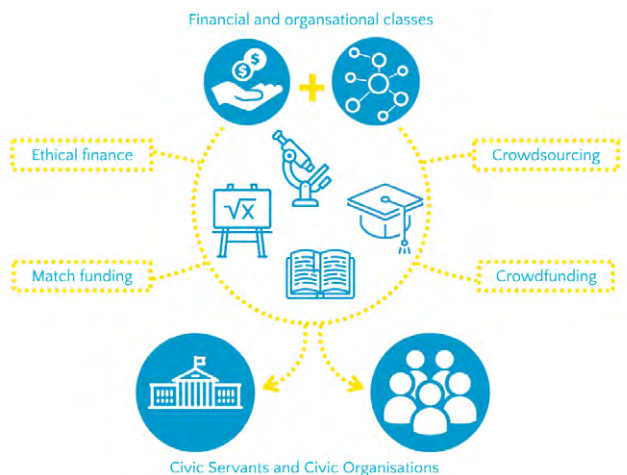 Financial and organsational classes
$
$
Ethical finance
Crowdsourcing
√x
Match funding
Crowdfunding
Civic Servants and Civic Organisations